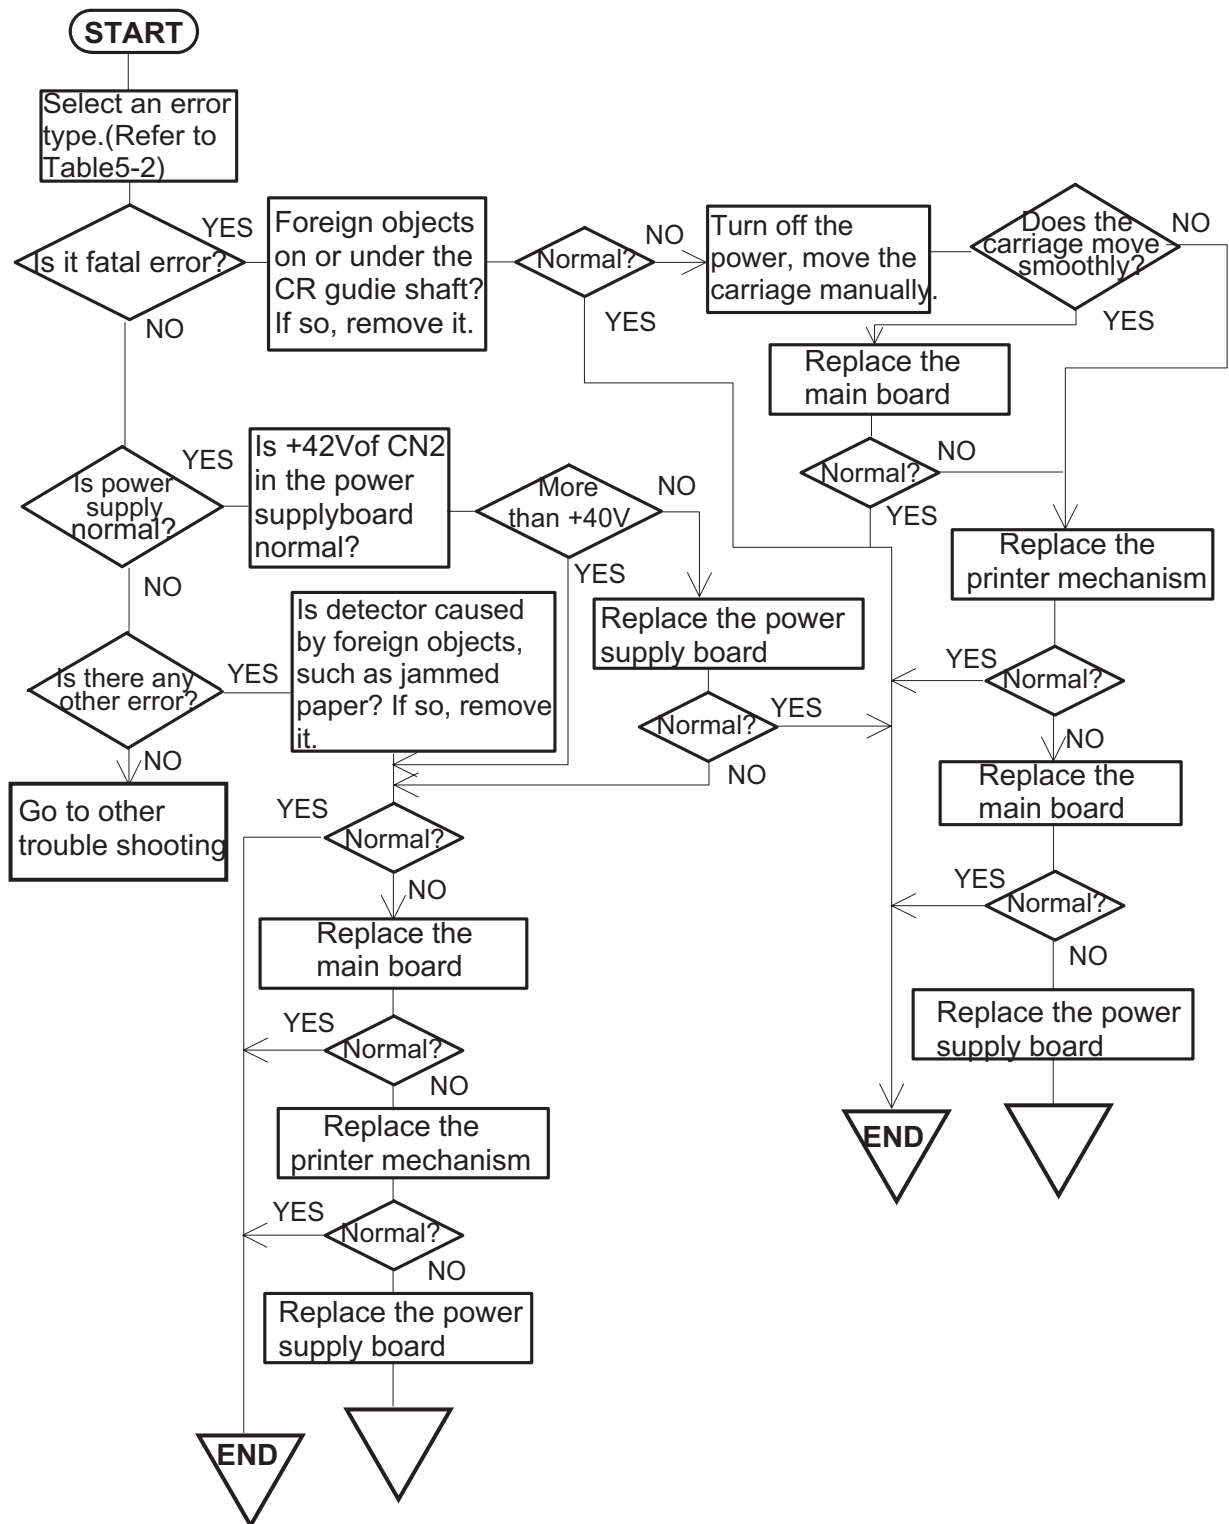 START
Select an error
type.(Refer to
Table5-2)
Is it fatal error?
YES
NO
Foreign objects
on or under the
CR gudie shaft?
If so, remove it.
Normal?
NO
YES
Turn off the
power, move the
carriage manually.
Does the
carriage move
smoothly?
NO
YES
Replace the
main board
Normal?
NO
YES
Is power
supply
normal?
YES
NO
Is +42Vof CN2
in the power
supplyboard
normal?
More
than +40V
NO
YES
Replace the
printer mechanism
Is there any
other error?
YES
NO
Is detector caused
by foreign objects,
such as jammed
paper? If so, remove
it.
Replace the power
supply board
Normal?
YES
NO
Normal?
YES
NO
Go to other
trouble shooting
Replace the
main board
Normal?
YES
NO
Normal?
YES
NO
Replace the
main board
Replace the power
supply board
Normal?
YES
NO
END
Replace the
printer mechanism
Normal?
YES
NO
Replace the power
supply board
END